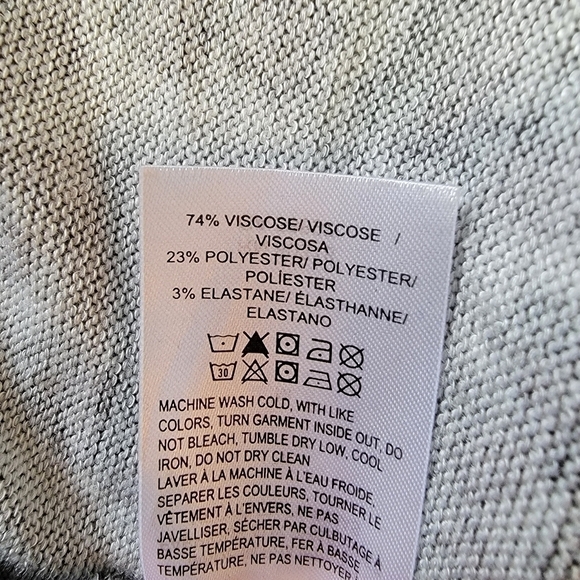 74% VISCOSE/ VISCOSE /
VISCOSA
23% POLYESTER/ POLYESTER/
POLÍESTER
3% ELASTANE/ ÉLASTHANNE/
ELASTANO
30
MACHINE WASH COLD, WITH LIKE
COLORS, TURN GARMENT INSIDE OUT, DO
NOT BLEACH, TUMBLE DRY LOW, COOL
IRON, DO NOT DRY CLEAN
LAVER À LA MACHINE À L'EAU FROIDE,
SEPARER LES COULEURS, TOURNER LE
VÊTEMENT À L'ENVERS, NE PAS
JAVELLISER, SÉCHER PAR CULBUTAGE À
BASSE TEMPÉRATURE, FER À BASSE
TEMPÉRATURE, NE PAS NETTOYER